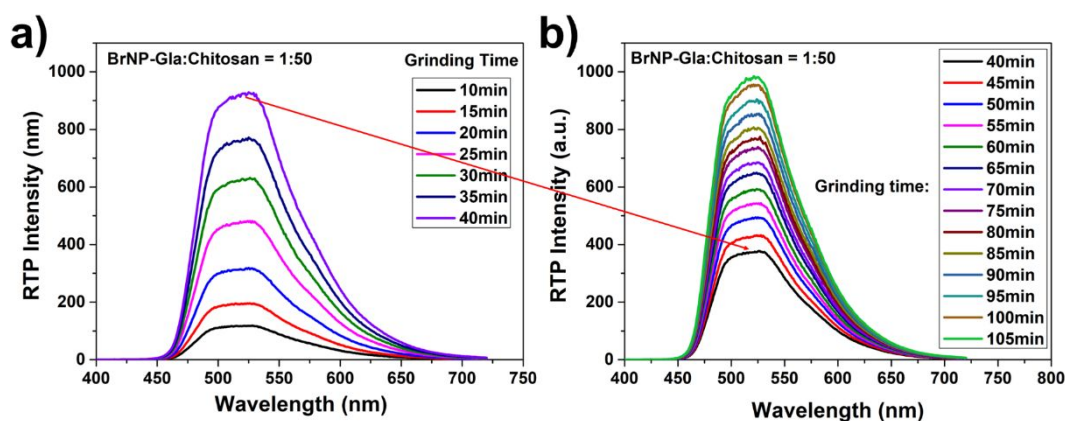 a)
BrNP-Gla:Chitosan = 1:50
Grinding Time
10min
15min
20min
25min
30min
35min
40min
RTP Intensity (nm)
1000
800
600
400
200
0
400 450 500 550 600 650 700 750
Wavelength (nm)
b)
BrNP-Gla:Chitosan = 1:50
Grinding time:
40min
45min
50min
55min
60min
65min
70min
75min
80min
85min
90min
95min
100min
105min
RTP Intensity (a.u.)
1000
800
600
400
200
0
400 450 500 550 600 650 700 750 800
Wavelength (nm)